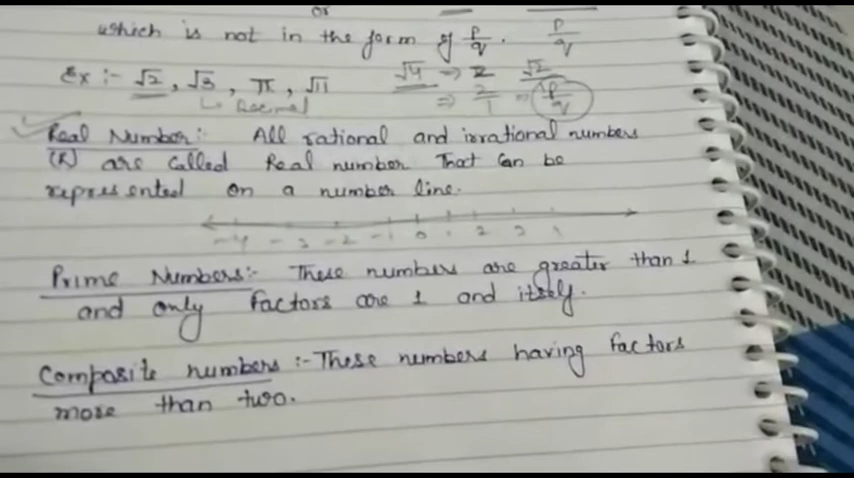 or
which is not in the form of p/q. p/q
Ex :- √2, √3, π, √11 √4 => 2 √2
↳ Decimal => 2/1 => p/q
Real Number:- All rational and irrational numbers
(R) are called Real number That can be
represented on a number line.
-4 -3 -2 -1 0 1 2 3
Prime Numbers:- These numbers are greater than 1
and only factors are 1 and itself.
Composite numbers :- These numbers having factors
more than two.